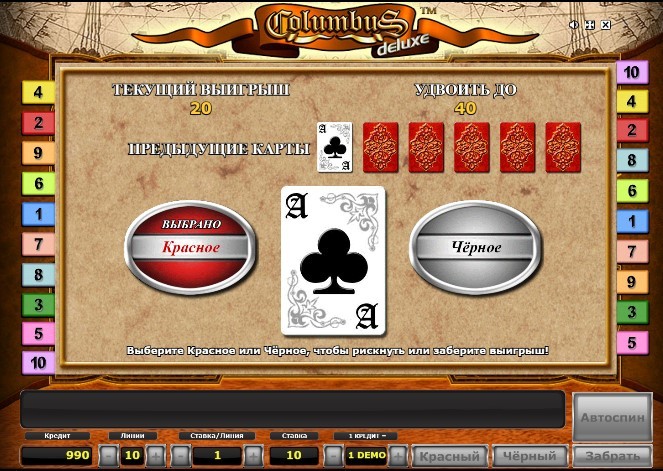 Columbus™
deluxe
ТЕКУЩИЙ ВЫИГРЫШ
20
УДВОИТЬ ДО
40
ПРЕДЫДУЩИЕ КАРТЫ
A
A
4
2
9
6
1
7
8
3
5
10
10
4
2
8
6
1
7
9
3
5
ВЫБРАНО
Красное
A
A
Чёрное
Выберите Красное или Чёрное, чтобы рискнуть или заберите выигрыш!
Автоспин
Кредит
Линии
Ставка/Линия
Ставка
1 КРЕДИТ =
990
- 10 +
- 1 +
10
- 1 DEMO +
Красный
Чёрный
Забрать